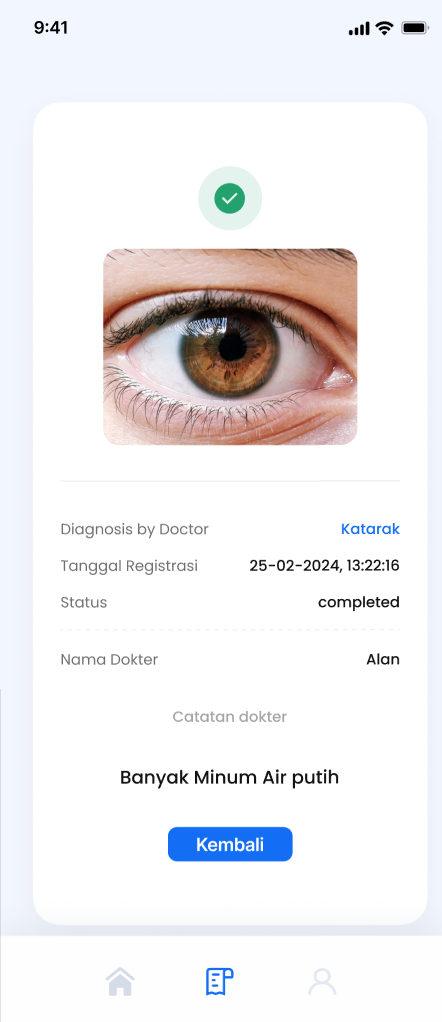 9:41
Diagnosis by Doctor Katarak
Tanggal Registrasi 25-02-2024, 13:22:16
Status completed
Nama Dokter Alan
Catatan dokter
Banyak Minum Air putih
Kembali